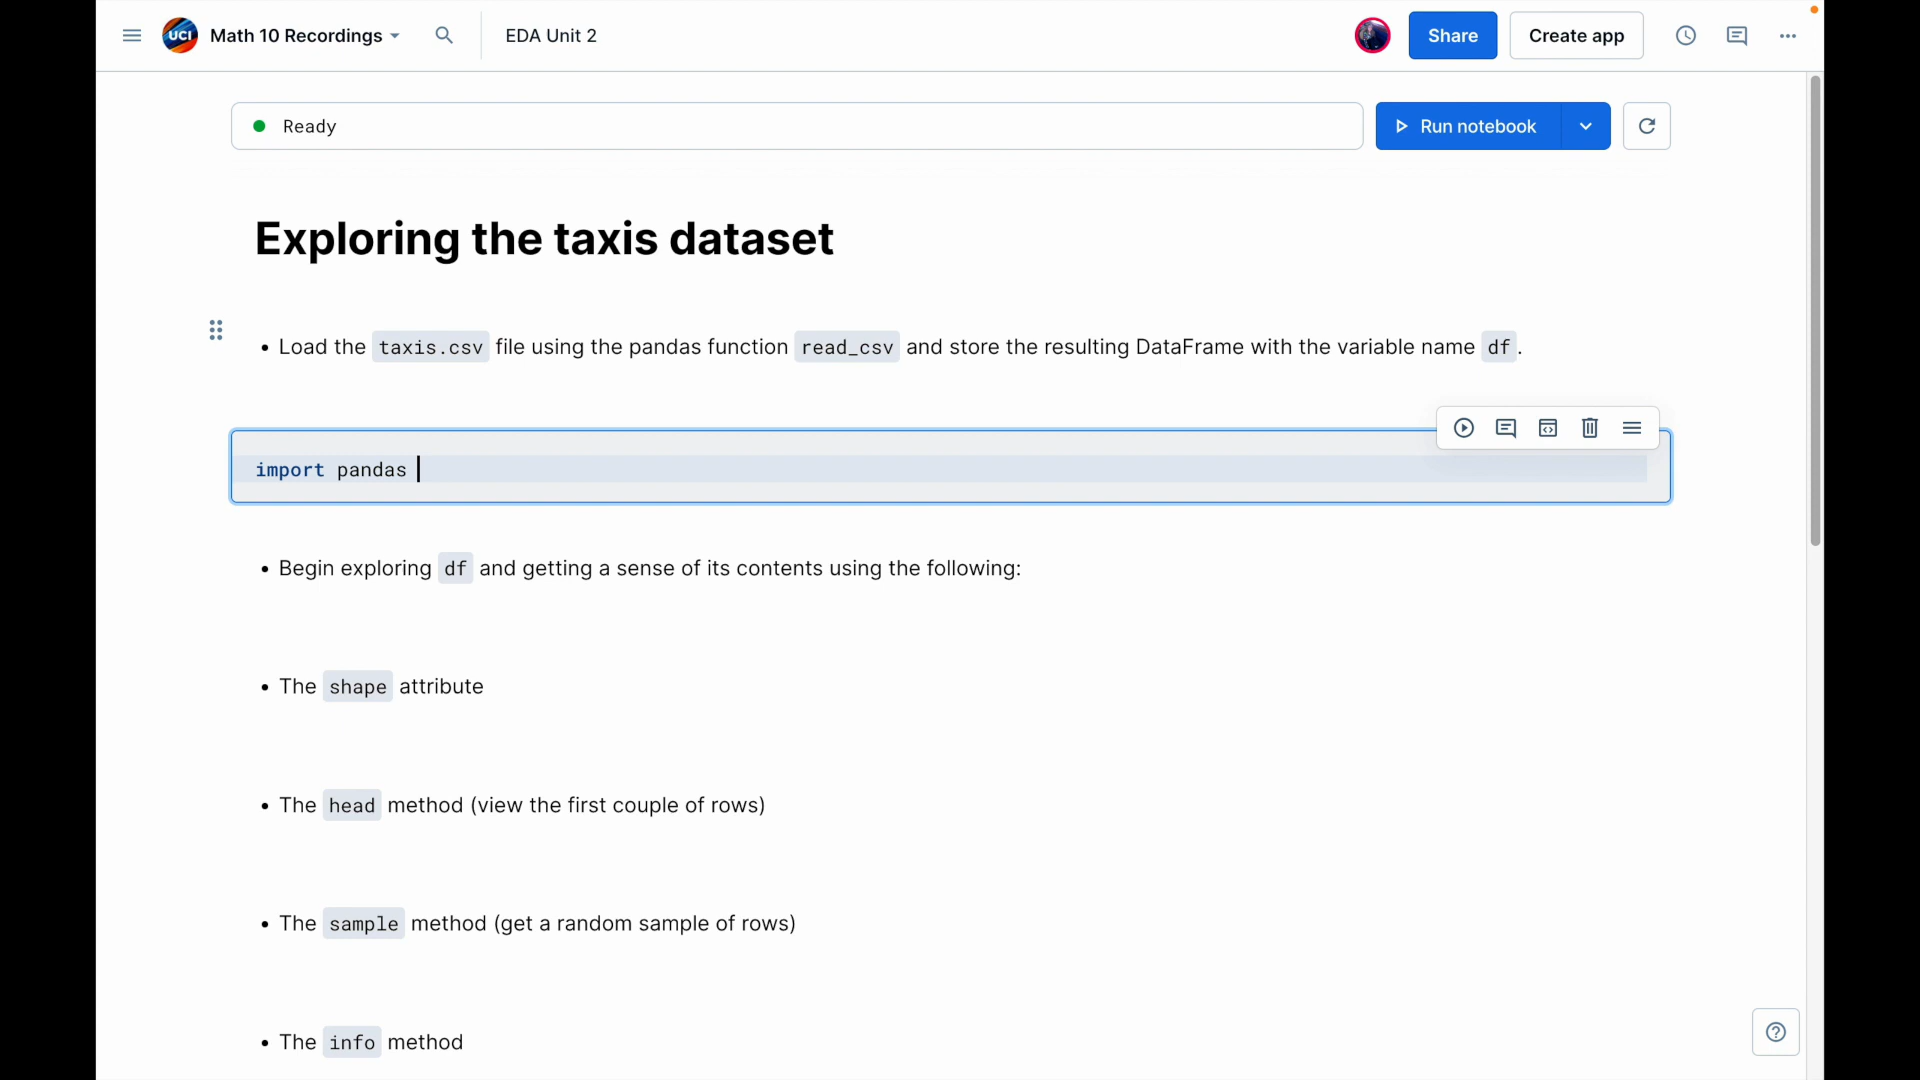 UCI Math 10 Recordings EDA Unit 2 Share Create app
Ready Run notebook
Exploring the taxis dataset
• Load the taxis.csv file using the pandas function read_csv and store the resulting DataFrame with the variable name df.
import pandas
• Begin exploring df and getting a sense of its contents using the following:
• The shape attribute
• The head method (view the first couple of rows)
• The sample method (get a random sample of rows)
• The info method